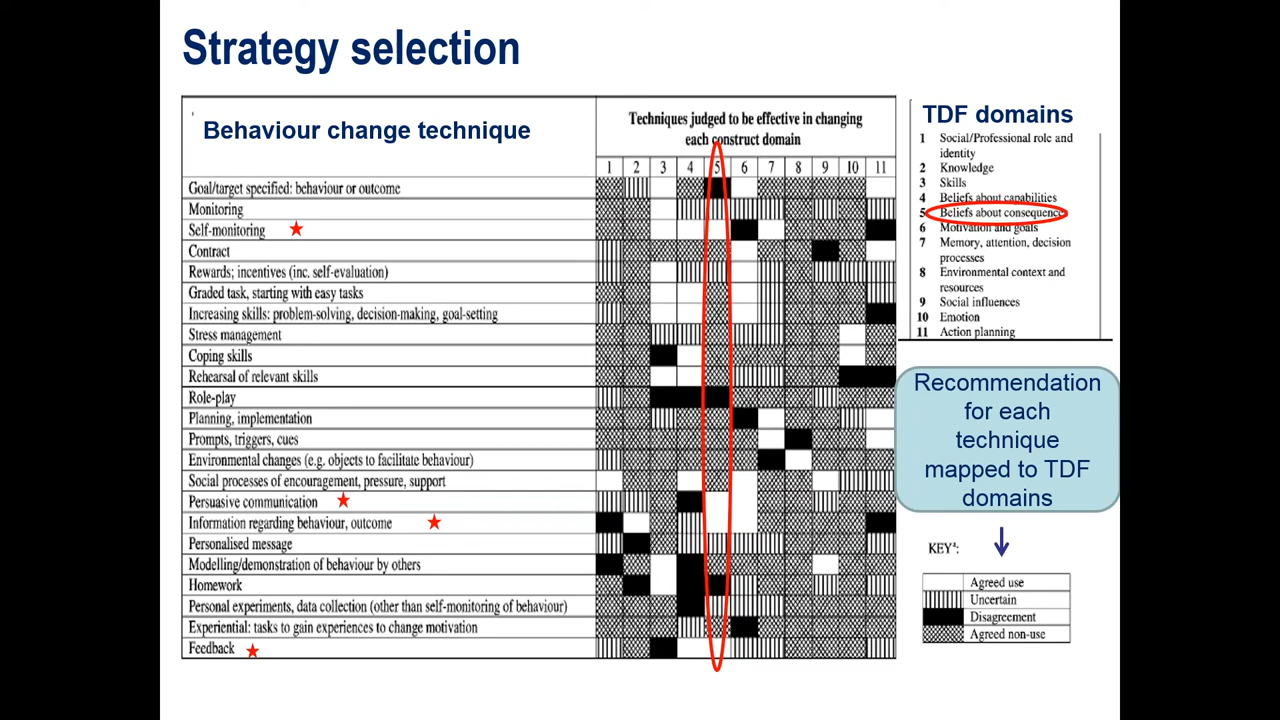 Strategy selection
Behaviour change technique
Techniques judged to be effective in changing
each construct domain
1 2 3 4 5 6 7 8 9 10 11
Goal/target specified: behaviour or outcome
Monitoring
Self-monitoring
Contract
Rewards; incentives (inc. self-evaluation)
Graded task, starting with easy tasks
Increasing skills: problem-solving, decision-making, goal-setting
Stress management
Coping skills
Rehearsal of relevant skills
Role-play
Planning, implementation
Prompts, triggers, cues
Environmental changes (e.g. objects to facilitate behaviour)
Social processes of encouragement, pressure, support
Persuasive communication
Information regarding behaviour, outcome
Personalised message
Modelling/demonstration of behaviour by others
Homework
Personal experiments, data collection (other than self-monitoring of behaviour)
Experiential: tasks to gain experiences to change motivation
Feedback
TDF domains
1 Social/Professional role and
identity
2 Knowledge
3 Skills
4 Beliefs about capabilities
5 Beliefs about consequence
6 Motivation and goals
7 Memory, attention, decision
processes
8 Environmental context and
resources
9 Social influences
10 Emotion
11 Action planning
Recommendation
for each
technique
mapped to TDF
domains
KEY²:
Agreed use
Uncertain
Disagreement
Agreed non-use